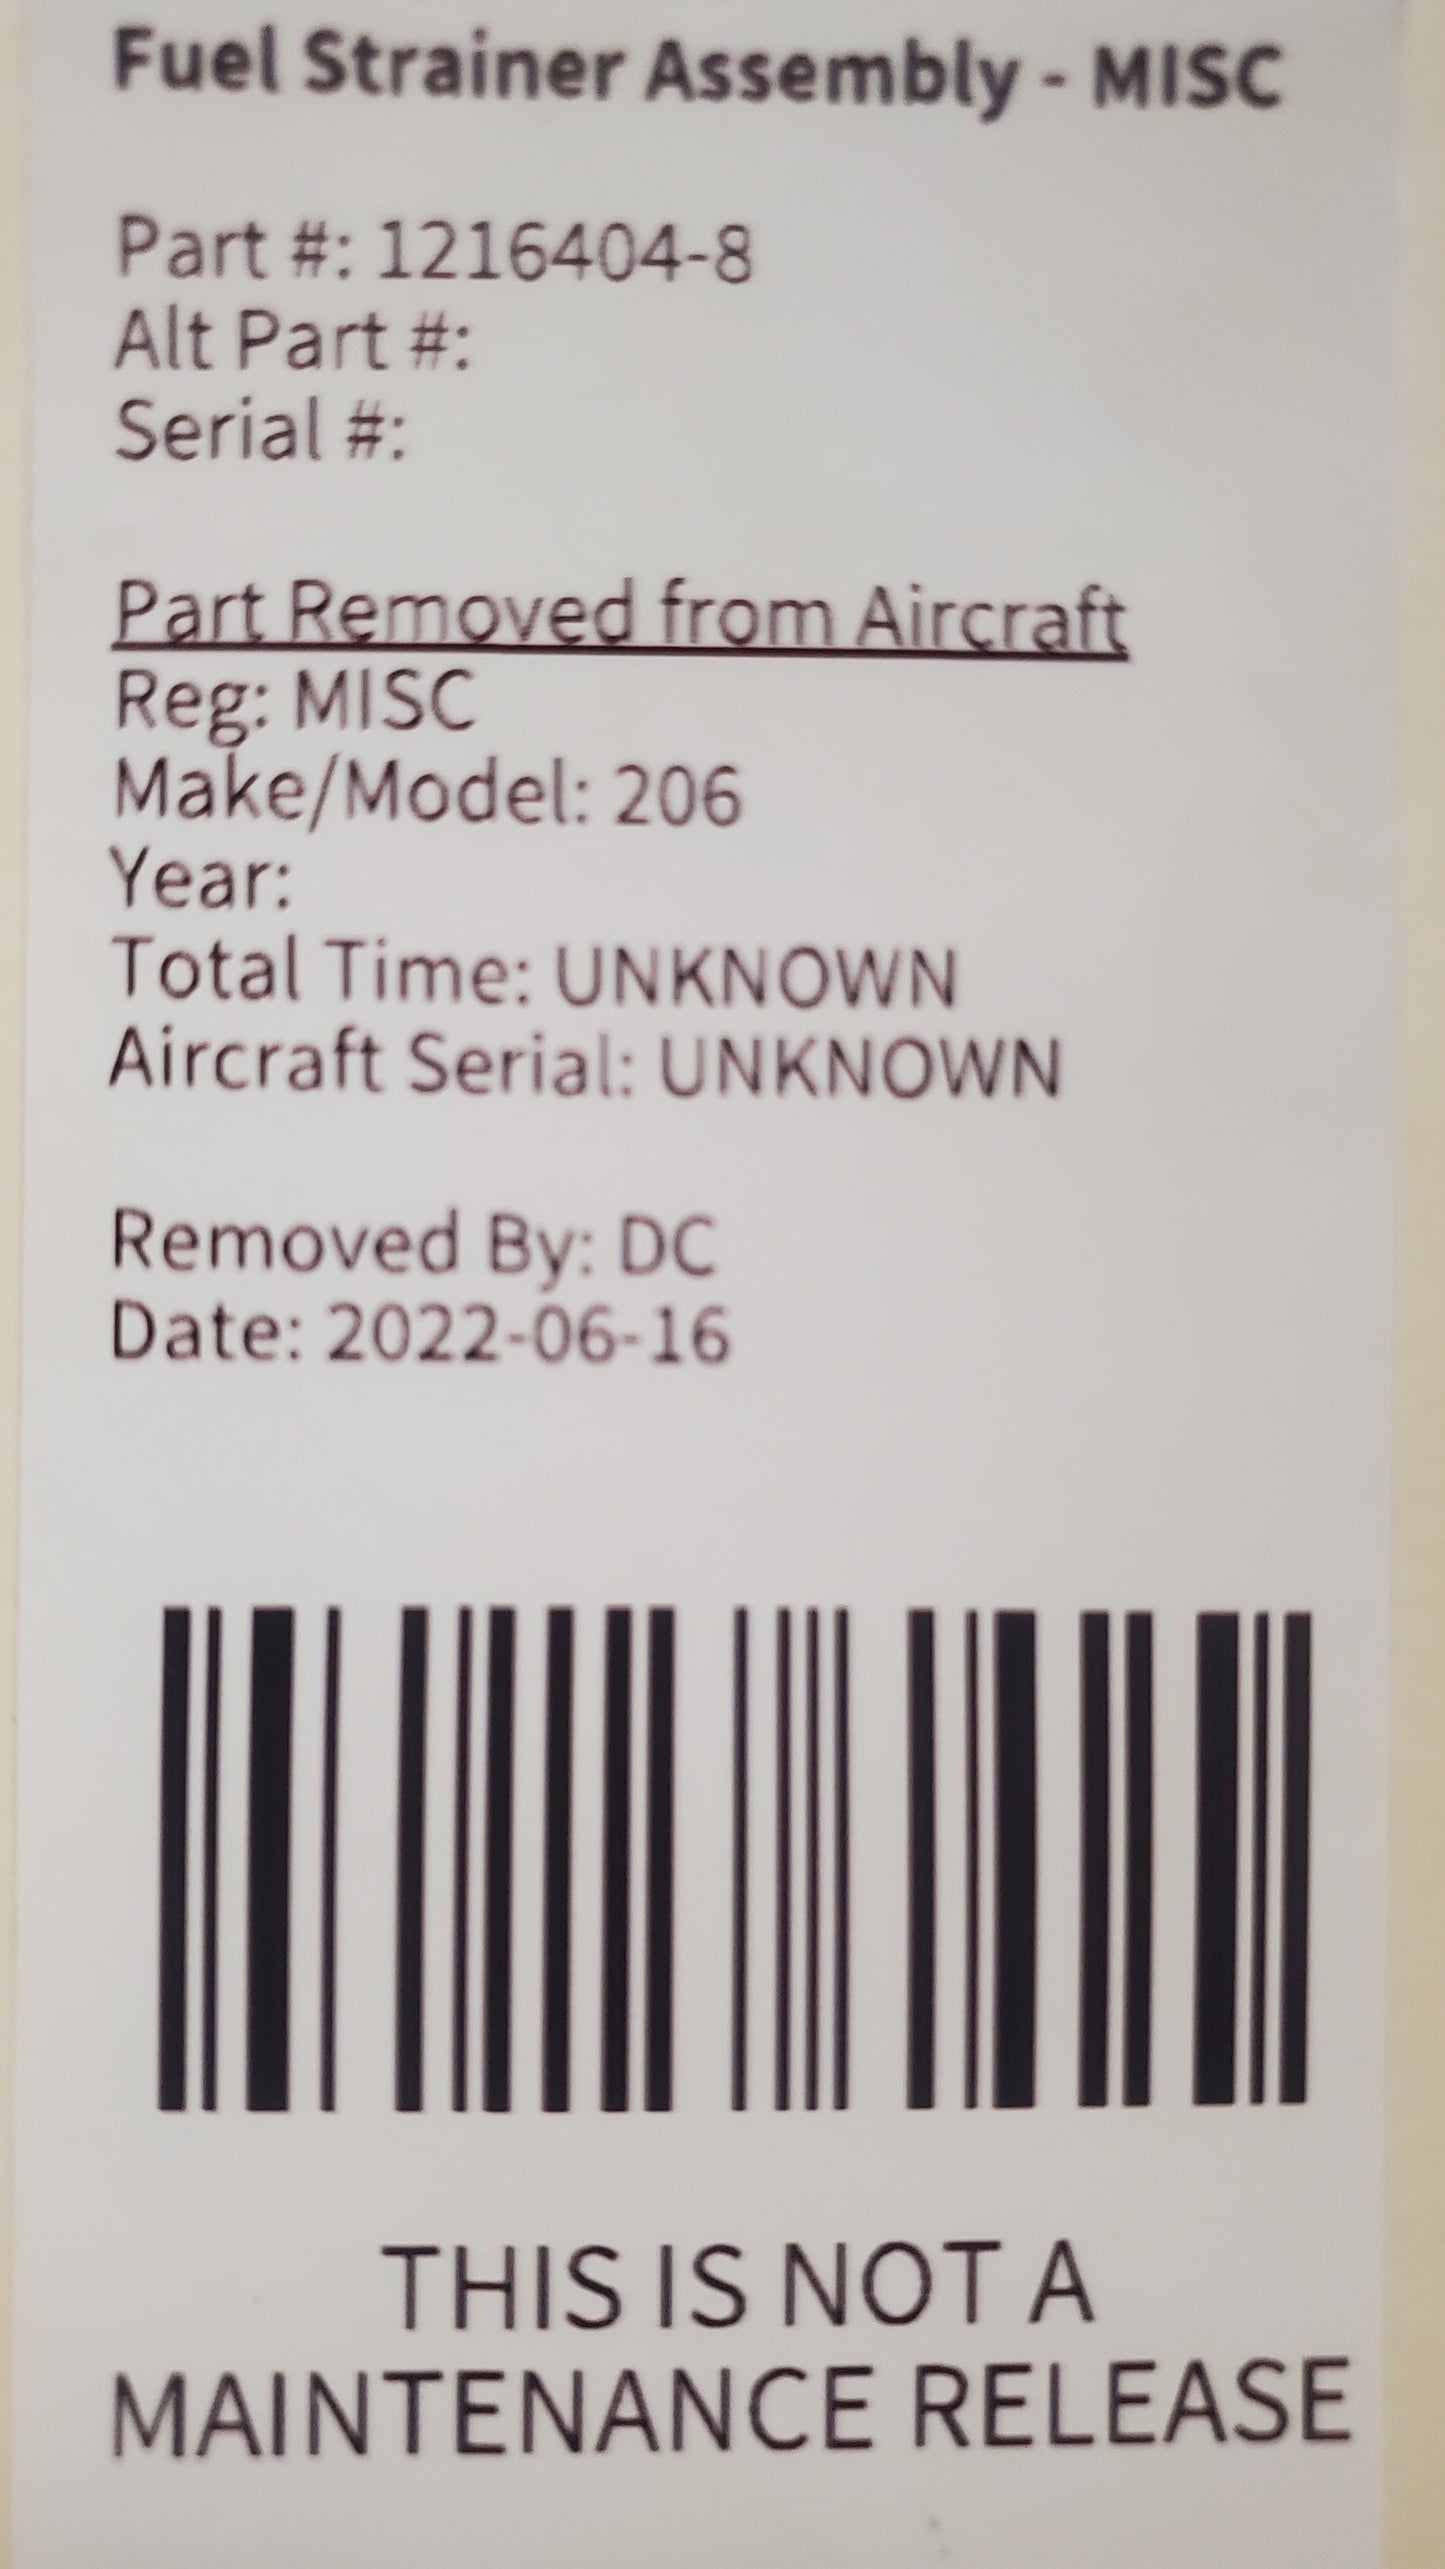 Fuel Strainer Assembly - MISC
Part #: 1216404-8
Alt Part #:
Serial #:
Part Removed from Aircraft
Reg: MISC
Make/Model: 206
Year:
Total Time: UNKNOWN
Aircraft Serial: UNKNOWN
Removed By: DC
Date: 2022-06-16
THIS IS NOT A
MAINTENANCE RELEASE